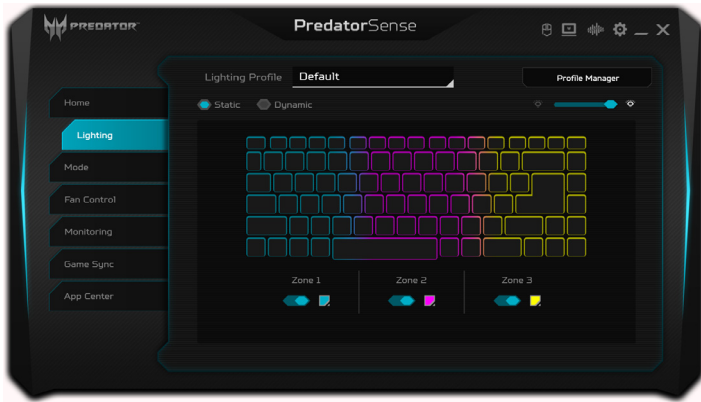 PREDATOR
PredatorSense
Lighting Profile Default
Profile Manager
Static Dynamic
Home
Lighting
Mode
Fan Control
Monitoring
Game Sync
App Center
Zone 1 Zone 2 Zone 3